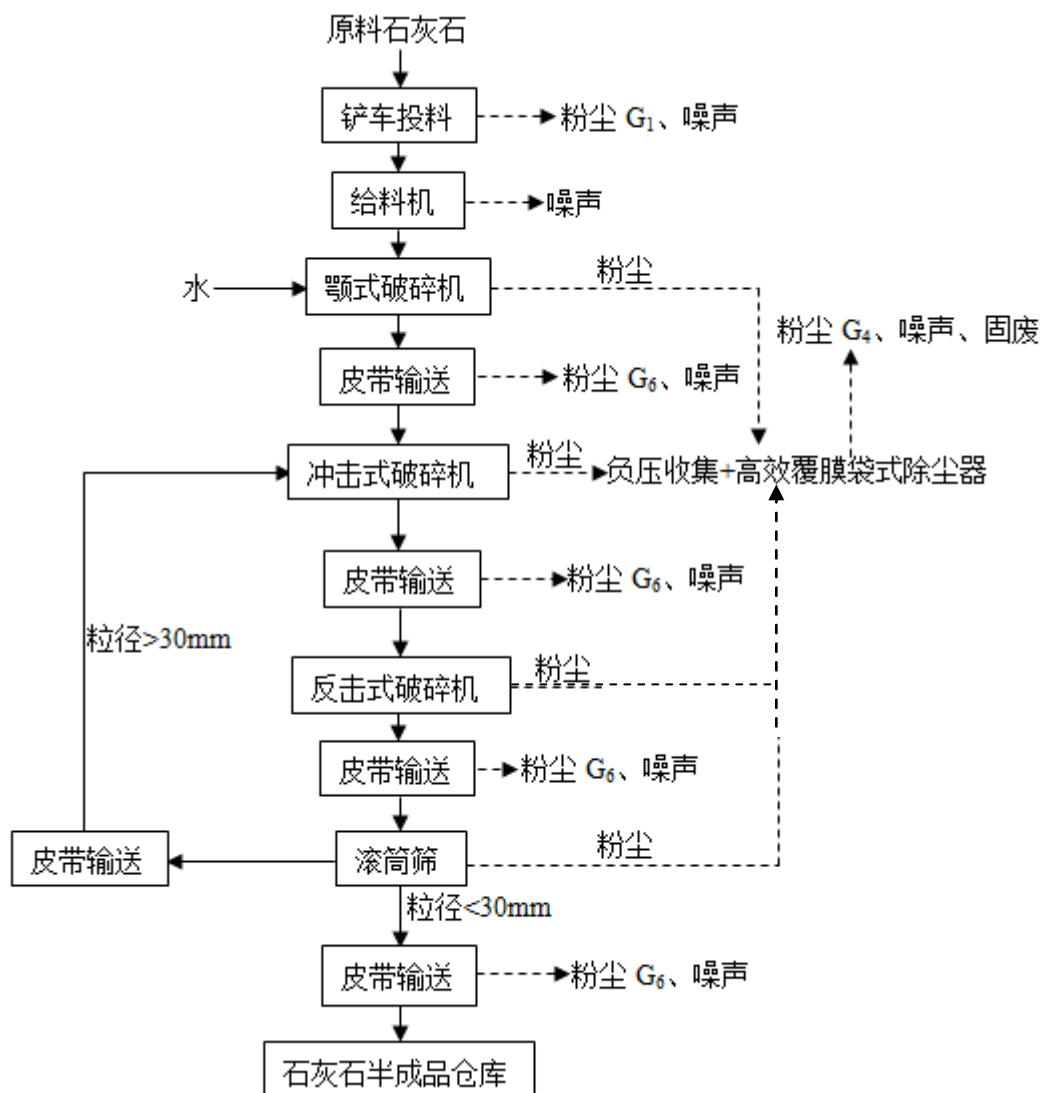 原料石灰石
铲车投料
粉尘 G₁、噪声
给料机
噪声
水
颚式破碎机
粉尘
粉尘 G₄、噪声、固废
皮带输送
粉尘 G₆、噪声
冲击式破碎机
粉尘
负压收集+高效覆膜袋式除尘器
皮带输送
粉尘 G₆、噪声
粒径>30mm
反击式破碎机
粉尘
皮带输送
粉尘 G₆、噪声
皮带输送
滚筒筛
粉尘
粒径<30mm
皮带输送
粉尘 G₆、噪声
石灰石半成品仓库